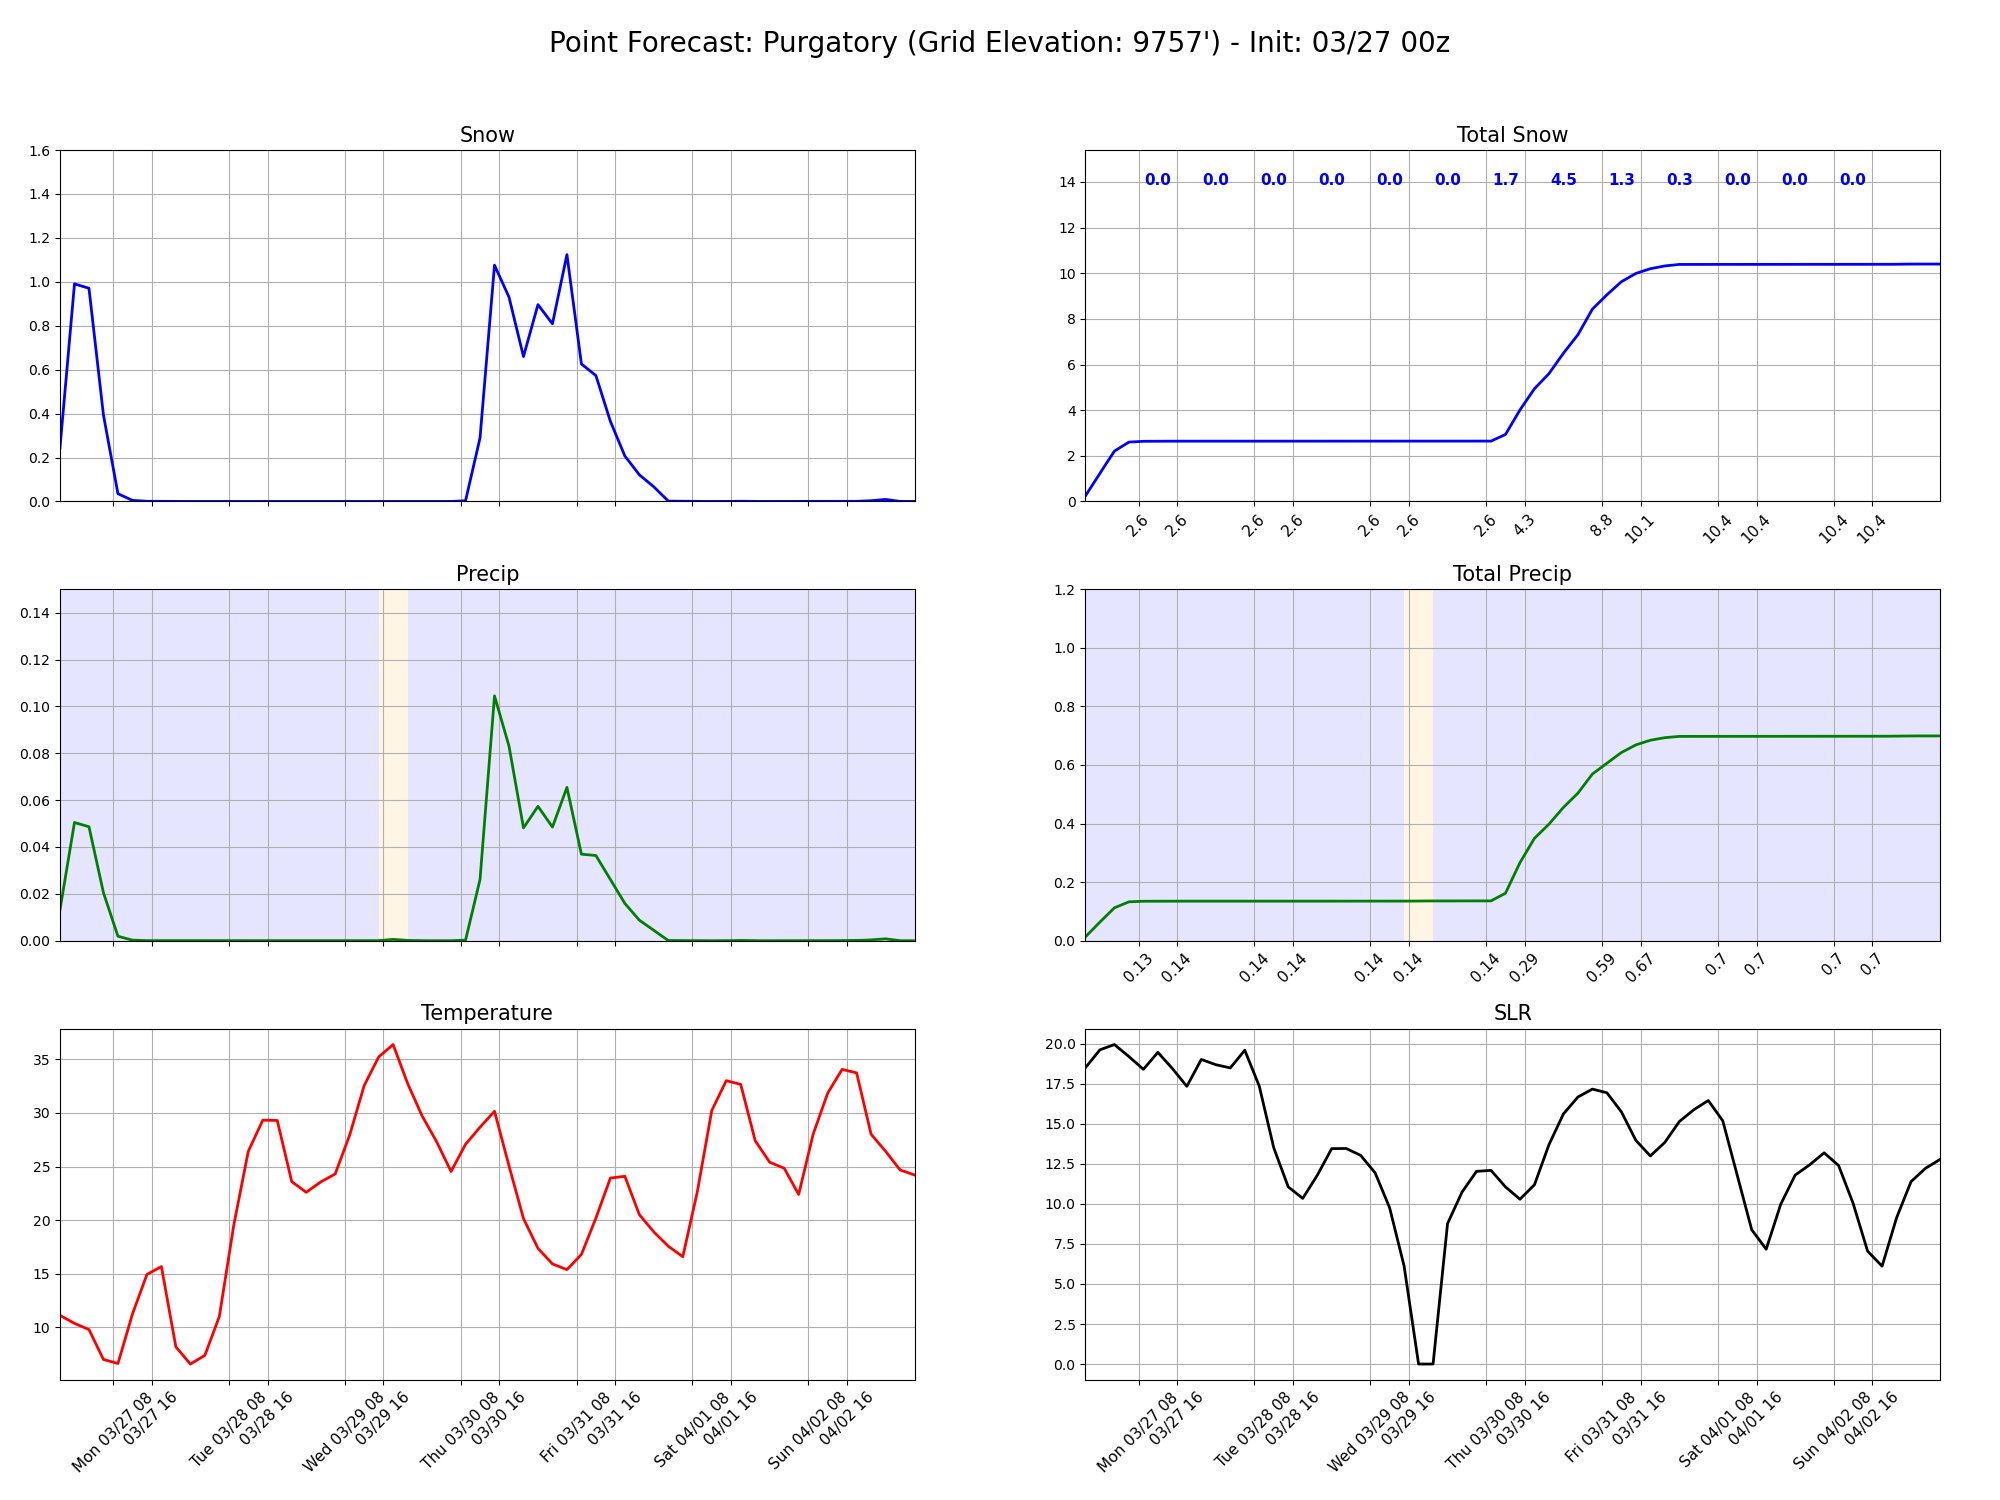 Point Forecast: Purgatory (Grid Elevation: 9757') - Init: 03/27 00z
Snow
1.6
1.4
1.2
1.0
0.8
0.6
0.4
0.2
0.0
Total Snow
0.0 0.0 0.0 0.0 0.0 0.0 1.7 4.5 1.3 0.3 0.0 0.0 0.0
14
12
10
8
6
4
2
0
2.6 2.6 2.6 2.6 2.6 2.6 2.6 4.3 8.8 10.1 10.4 10.4 10.4 10.4
Precip
0.14
0.12
0.10
0.08
0.06
0.04
0.02
0.00
Total Precip
1.2
1.0
0.8
0.6
0.4
0.2
0.0
0.13 0.14 0.14 0.14 0.14 0.14 0.14 0.29 0.59 0.67 0.7 0.7 0.7 0.7
Temperature
35
30
25
20
15
10
Mon 03/27 08
03/27 16
Tue 03/28 08
03/28 16
Wed 03/29 08
03/29 16
Thu 03/30 08
03/30 16
Fri 03/31 08
03/31 16
Sat 04/01 08
04/01 16
Sun 04/02 08
04/02 16
SLR
20.0
17.5
15.0
12.5
10.0
7.5
5.0
2.5
0.0
Mon 03/27 08
03/27 16
Tue 03/28 08
03/28 16
Wed 03/29 08
03/29 16
Thu 03/30 08
03/30 16
Fri 03/31 08
03/31 16
Sat 04/01 08
04/01 16
Sun 04/02 08
04/02 16